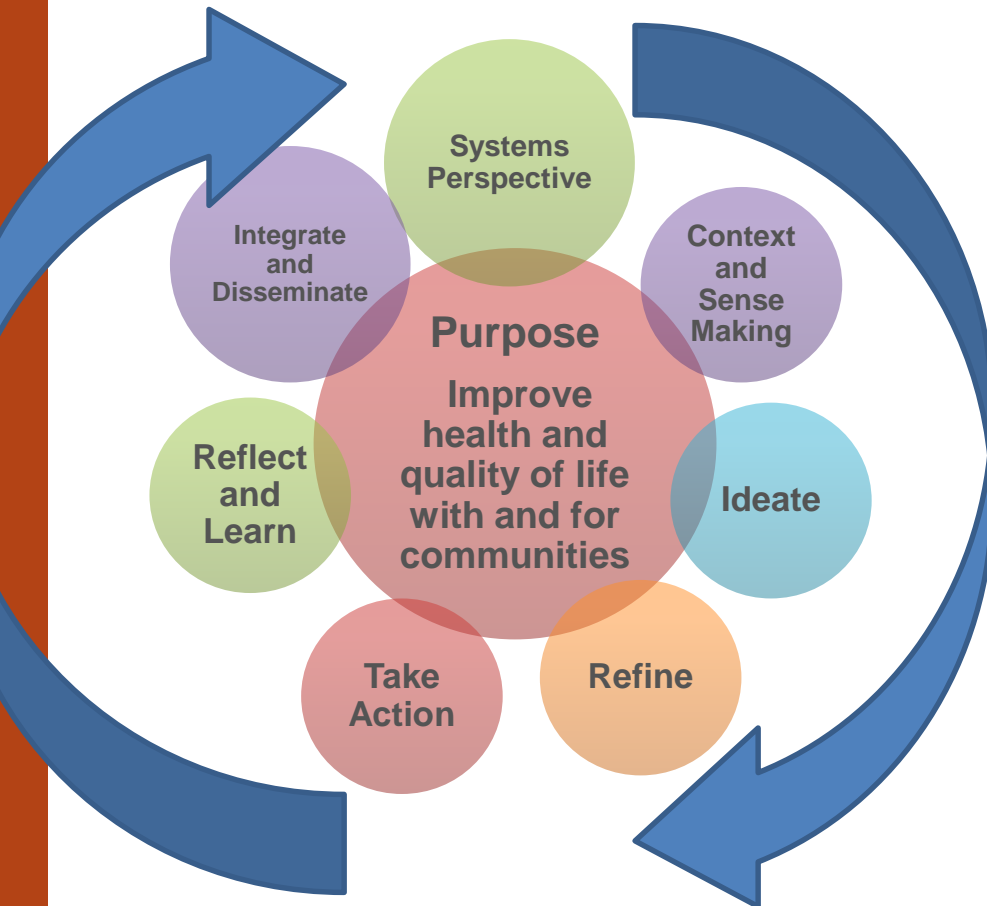 Systems
Perspective
Context
and
Sense
Making
Ideate
Refine
Take
Action
Reflect
and
Learn
Integrate
and
Disseminate
Purpose
Improve
health and
quality of life
with and for
communities